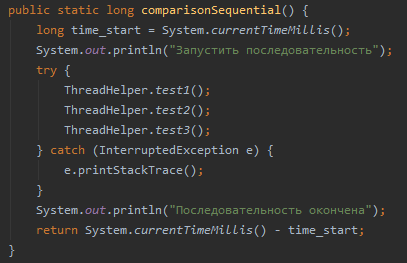 public static long comparisonSequential() {
long time_start = System.currentTimeMillis();
System.out.println("Запустить последовательность");
try {
ThreadHelper.test1();
ThreadHelper.test2();
ThreadHelper.test3();
} catch (InterruptedException e) {
e.printStackTrace();
}
System.out.println("Последовательность окончена");
return System.currentTimeMillis() - time_start;
}